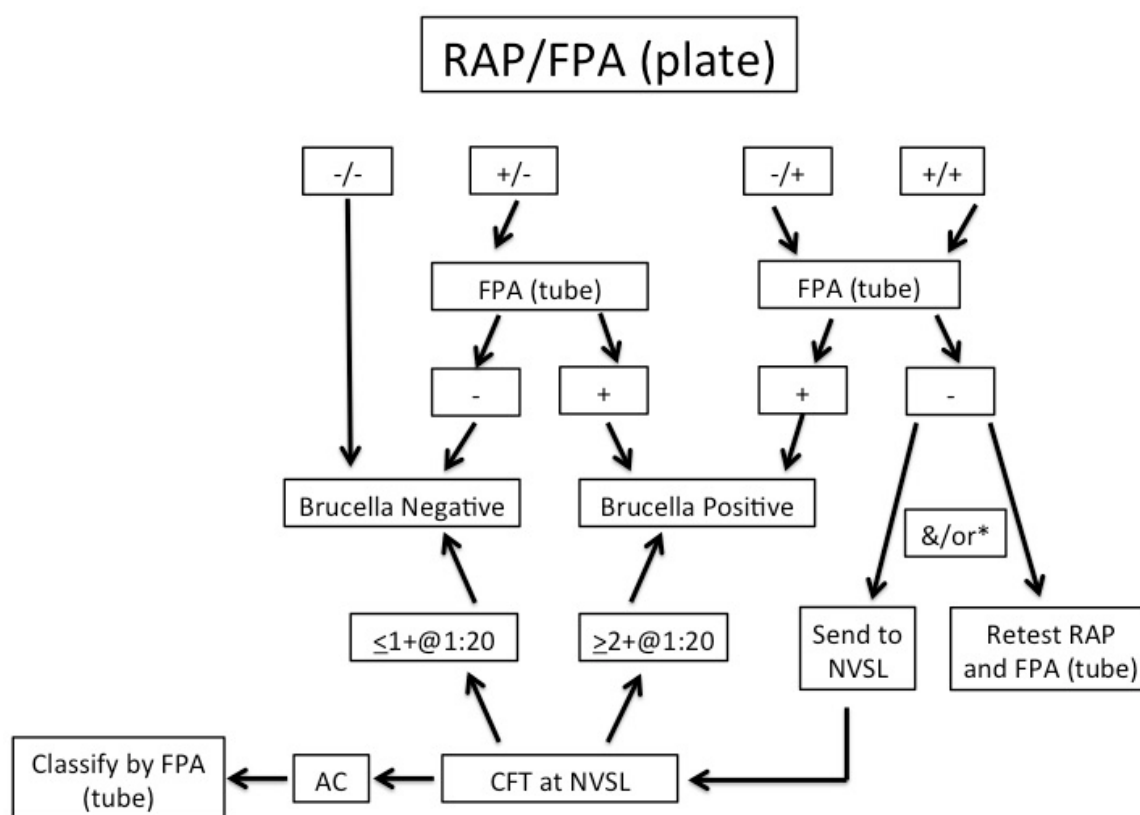 RAP/FPA (plate)
-/-
+/-
-/+
+/+
FPA (tube)
FPA (tube)
-
+
+
-
Brucella Negative
Brucella Positive
&/or*
≤1+@1:20
≥2+@1:20
Send to
NVSL
Retest RAP
and FPA (tube)
Classify by FPA
(tube)
AC
CFT at NVSL